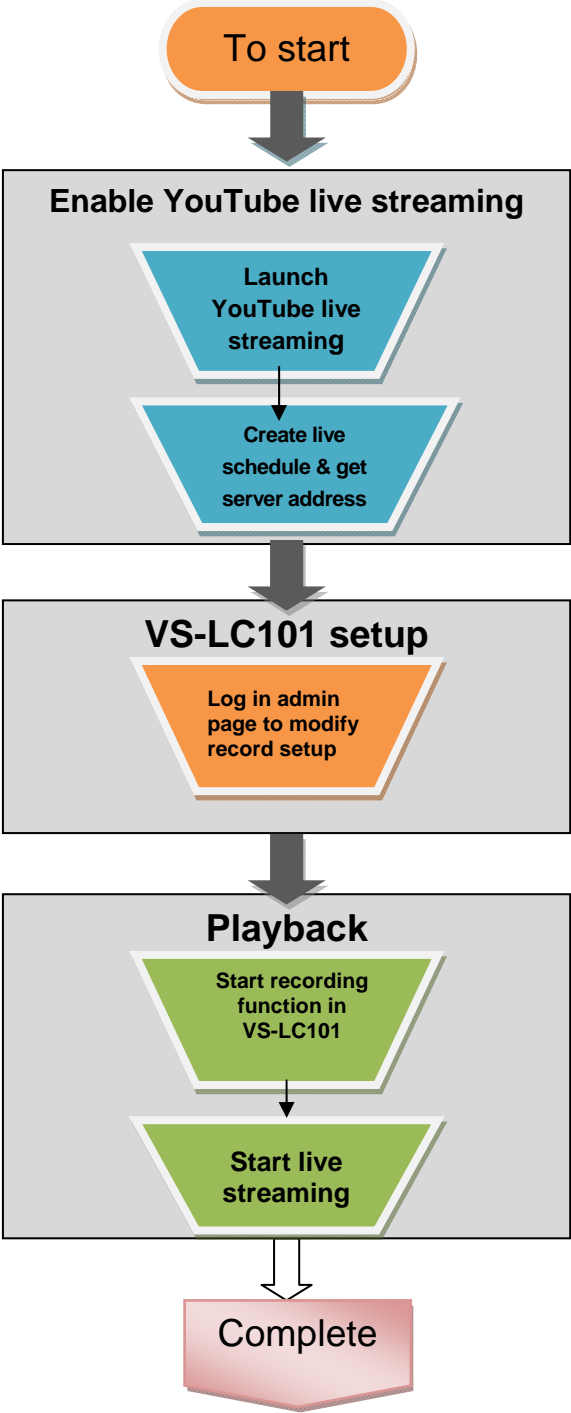 To start
Enable YouTube live streaming
Launch
YouTube live
streaming
Create live
schedule & get
server address
VS-LC101 setup
Log in admin
page to modify
record setup
Playback
Start recording
function in
VS-LC101
Start live
streaming
Complete